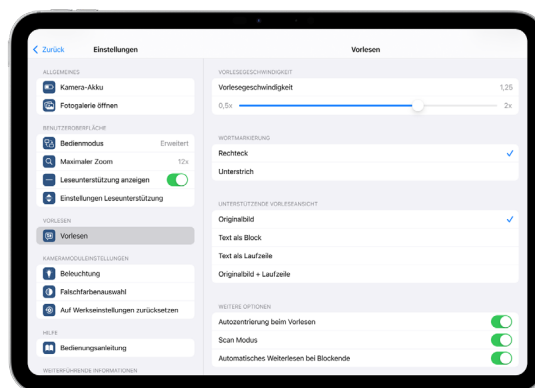 Zurück
Einstellungen
ALLGEMEINES
Kamera-Akku
Fotogalerie öffnen
BENUTZEROBERFLÄCHE
Bedienmodus Erweitert
Maximaler Zoom 12x
Leseunterstützung anzeigen
Einstellungen Leseunterstützung
VORLESEN
Vorlesen
KAMERAMODULEINSTELLUNGEN
Beleuchtung
Falschfarbenauswahl
Auf Werkseinstellungen zurücksetzen
HILFE
Bedienungsanleitung
WEITERFÜHRENDE INFORMATIONEN
Vorlesen
VORLESEGESCHWINDIGKEIT
Vorlesegeschwindigkeit 1,25
0,5x 2x
WORTMARKIERUNG
Rechteck
Unterstrich
UNTERSTÜTZENDE VORLESEANSICHT
Originalbild
Text als Block
Text als Laufzeile
Originalbild + Laufzeile
WEITERE OPTIONEN
Autozentrierung beim Vorlesen
Scan Modus
Automatisches Weiterlesen bei Blockende